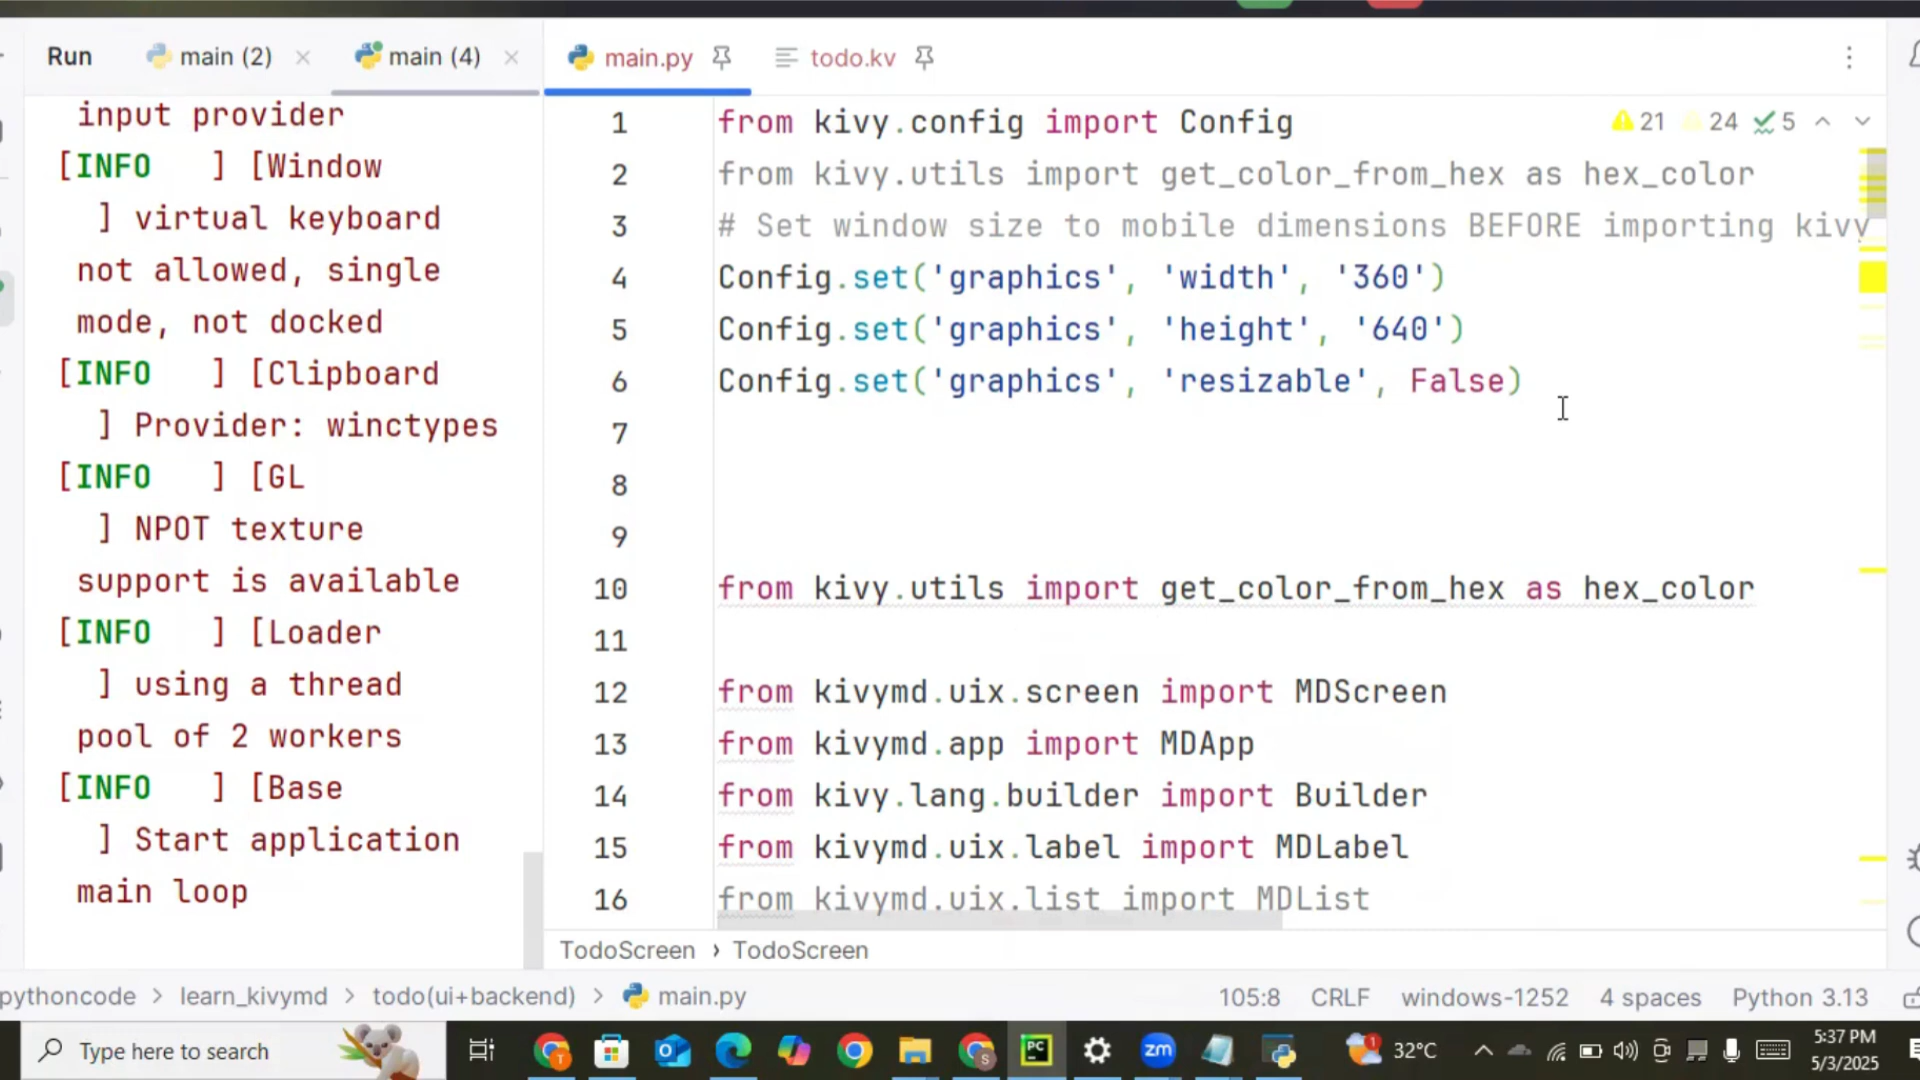 Run
main (2)
main (4)
main.py
todo.kv
input provider
[INFO   ] [Window
] virtual keyboard
not allowed, single
mode, not docked
[INFO   ] [Clipboard
] Provider: winctypes
[INFO   ] [GL
] NPOT texture
support is available
[INFO   ] [Loader
] using a thread
pool of 2 workers
[INFO   ] [Base
] Start application
main loop
21 24 5
1 from kivy.config import Config
2 from kivy.utils import get_color_from_hex as hex_color
3 # Set window size to mobile dimensions BEFORE importing kivy
4 Config.set('graphics', 'width', '360')
5 Config.set('graphics', 'height', '640')
6 Config.set('graphics', 'resizable', False)
7
8
9
10 from kivy.utils import get_color_from_hex as hex_color
11
12 from kivymd.uix.screen import MDScreen
13 from kivymd.app import MDApp
14 from kivy.lang.builder import Builder
15 from kivymd.uix.label import MDLabel
16 from kivymd.uix.list import MDList
TodoScreen › TodoScreen
pythoncode > learn_kivymd > todo(ui+backend) > main.py
105:8 CRLF windows-1252 4 spaces Python 3.13
Type here to search
T
S
PC
zm
1
32°C
5:37 PM
5/3/2025